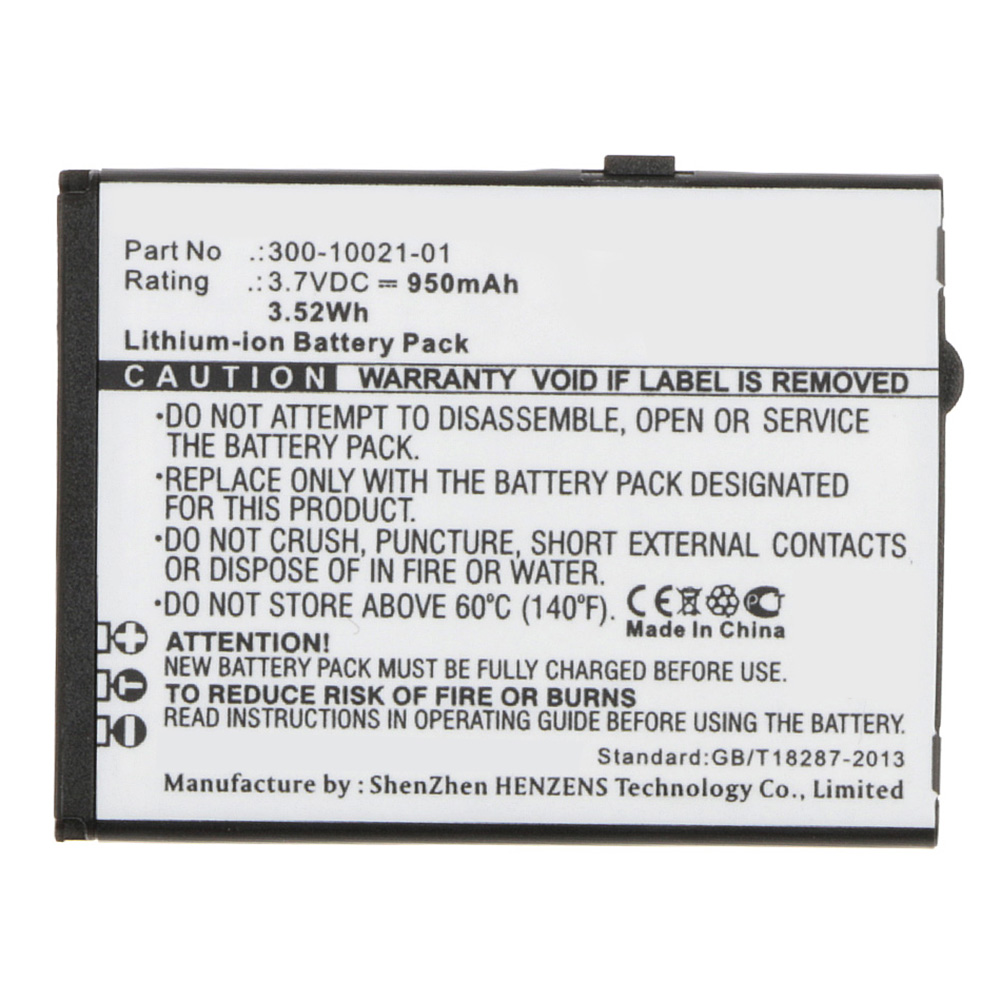 Part No .:300-10021-01
Rating .:3.7VDC ⎓ 950mAh
3.52Wh
Lithium-ion Battery Pack
CAUTION WARRANTY VOID IF LABEL IS REMOVED
·DO NOT ATTEMPT TO DISASSEMBLE, OPEN OR SERVICE
THE BATTERY PACK.
·REPLACE ONLY WITH THE BATTERY PACK DESIGNATED
FOR THIS PRODUCT.
·DO NOT CRUSH, PUNCTURE, SHORT EXTERNAL CONTACTS
OR DISPOSE OF IN FIRE OR WATER.
·DO NOT STORE ABOVE 60°C (140°F). CE
Made In China
ATTENTION!
NEW BATTERY PACK MUST BE FULLY CHARGED BEFORE USE.
TO REDUCE RISK OF FIRE OR BURNS
READ INSTRUCTIONS IN OPERATING GUIDE BEFORE USING THE BATTERY.
Standard:GB/T18287-2013
Manufacture by : ShenZhen HENZENS Technology Co., Limited